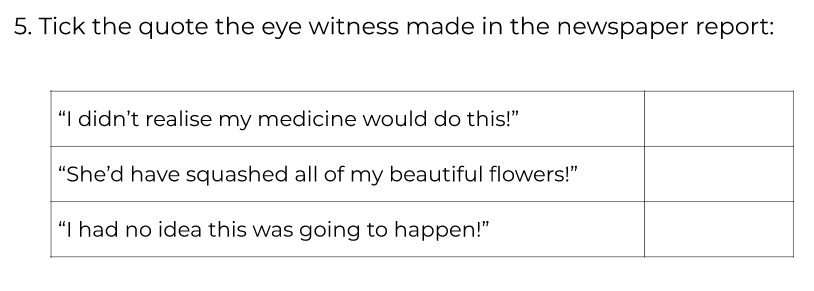 5. Tick the quote the eye witness made in the newspaper report:
“I didn’t realise my medicine would do this!”
“She’d have squashed all of my beautiful flowers!”
“I had no idea this was going to happen!”